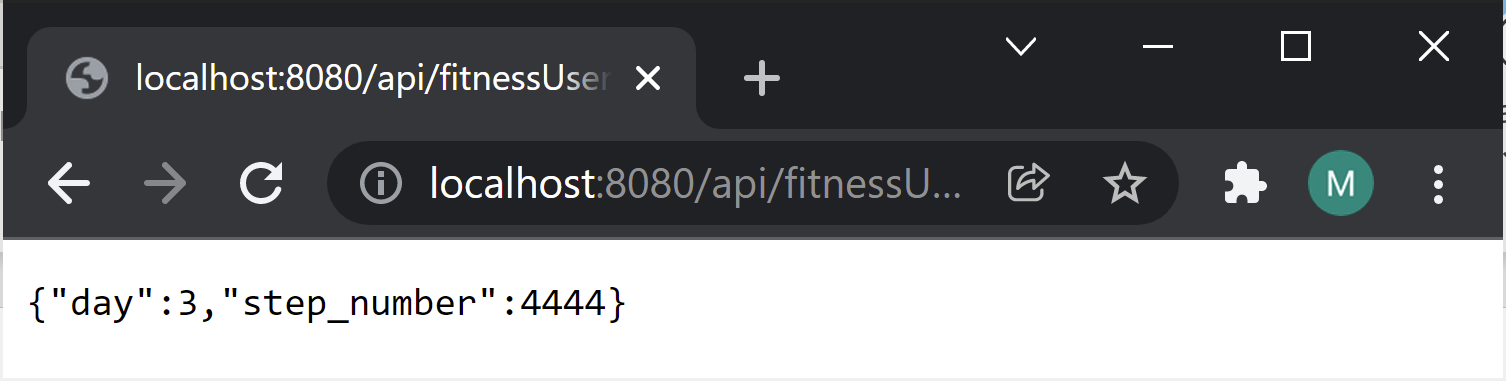 localhost:8080/api/fitnessUser
localhost:8080/api/fitnessU...
M
{"day":3,"step_number":4444}